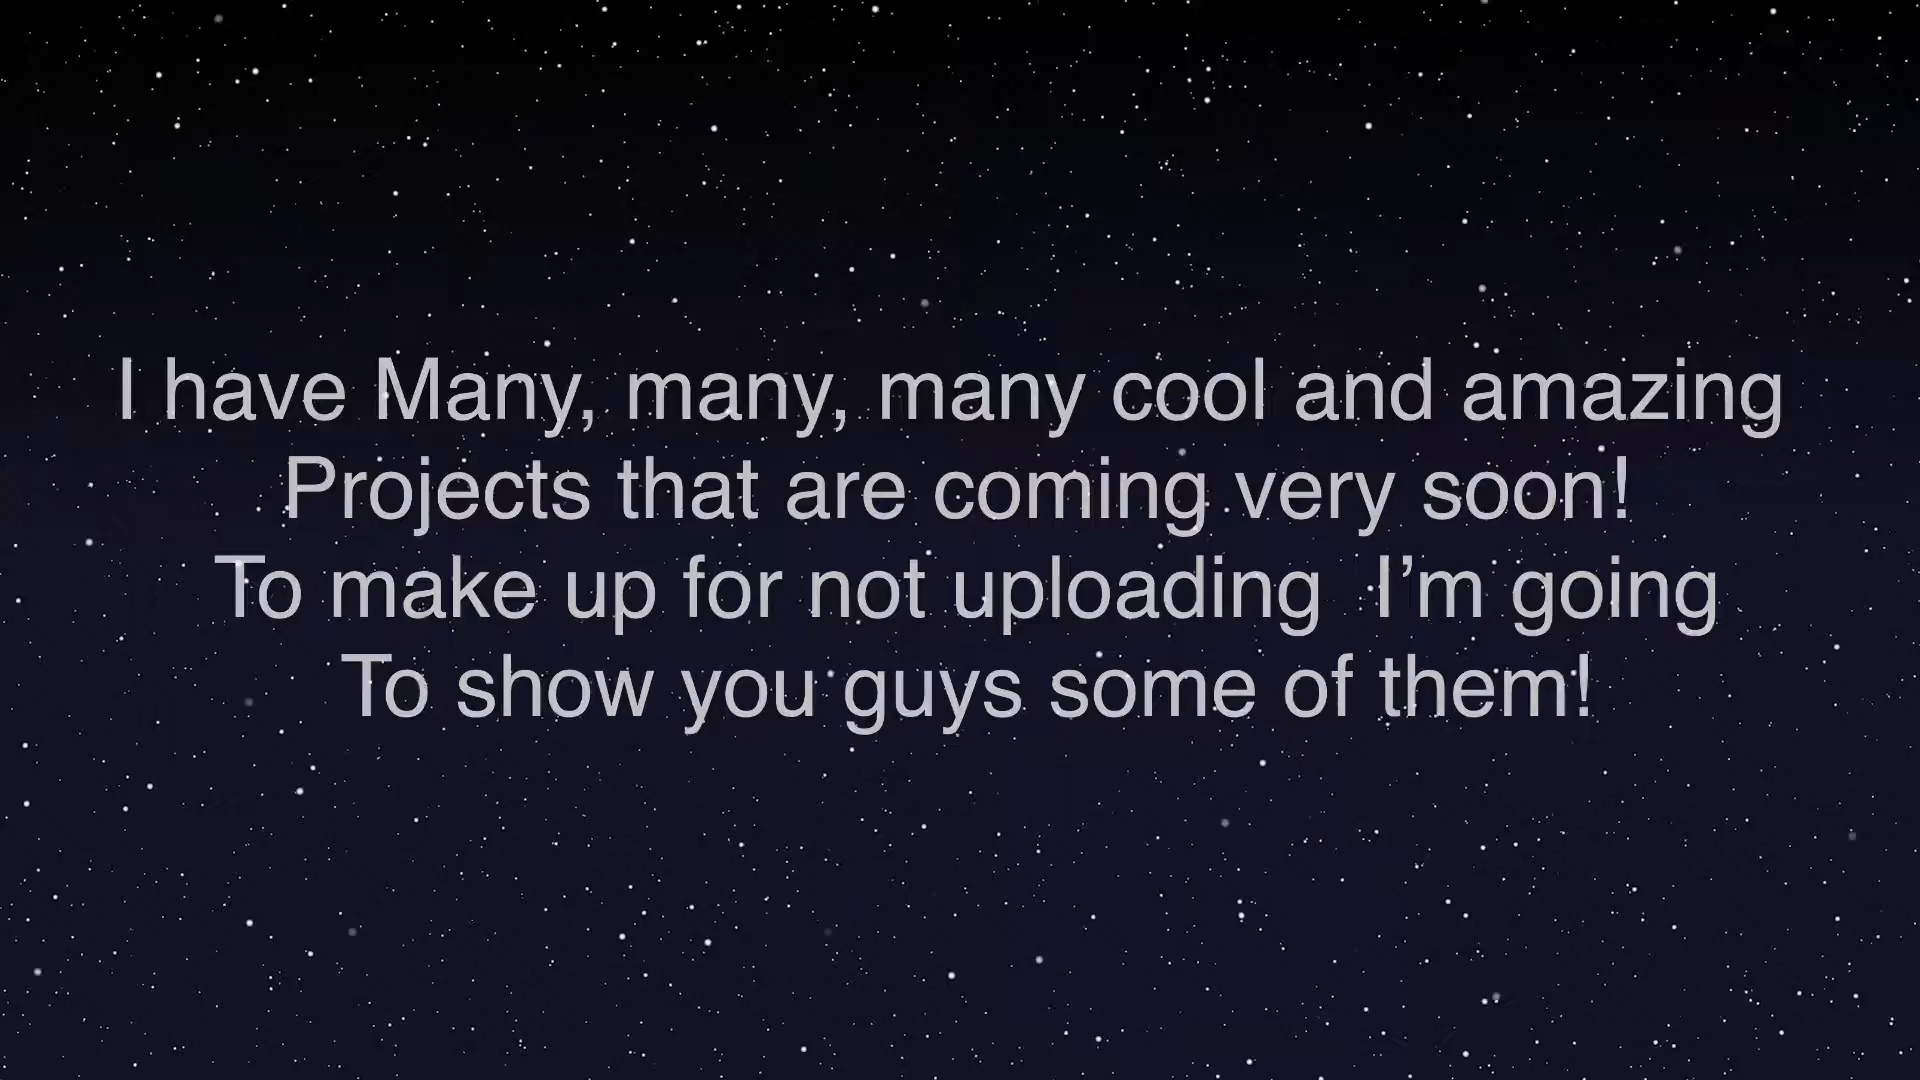 I have Many, many, many cool and amazing
Projects that are coming very soon!
To make up for not uploading  I’m going
To show you guys some of them!